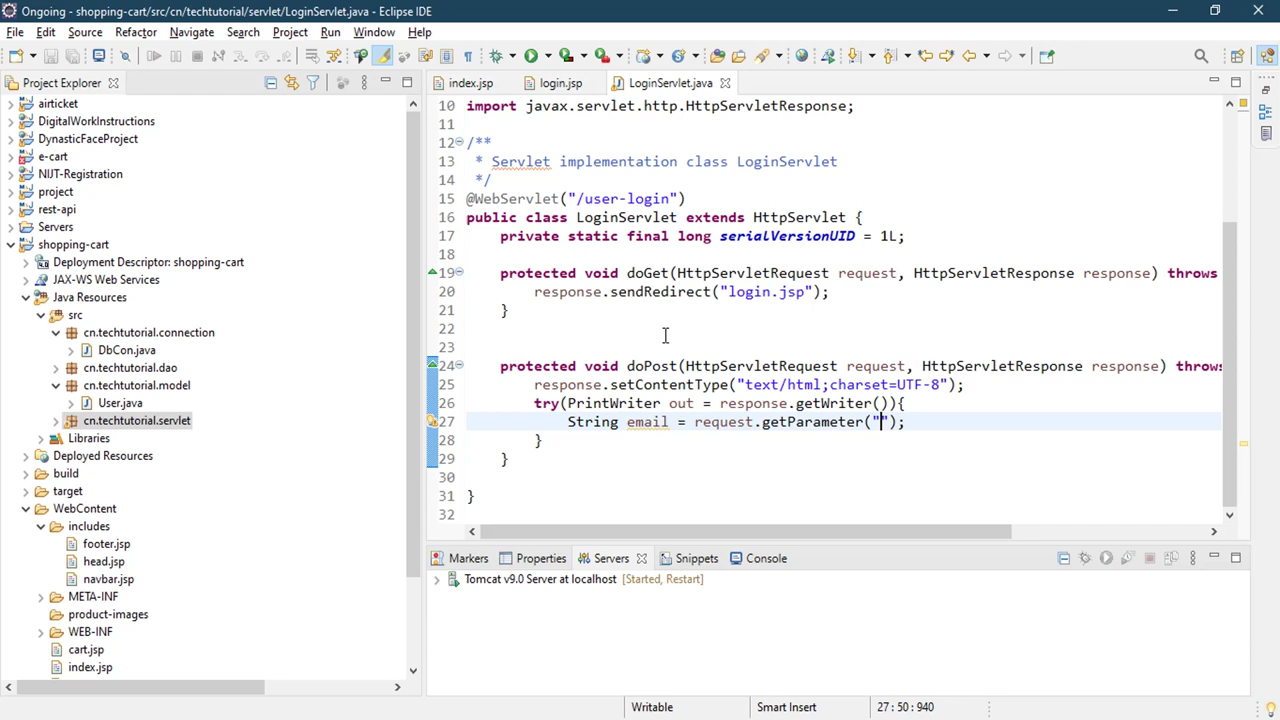 Ongoing - shopping-cart/src/cn/techtutorial/servlet/LoginServlet.java - Eclipse IDE
File Edit Source Refactor Navigate Search Project Run Window Help
Project Explorer
airticket
DigitalWorkInstructions
DynasticFaceProject
e-cart
NIJT-Registration
project
rest-api
Servers
shopping-cart
Deployment Descriptor: shopping-cart
JAX-WS Web Services
Java Resources
src
cn.techtutorial.connection
DbCon.java
cn.techtutorial.dao
cn.techtutorial.model
User.java
cn.techtutorial.servlet
Libraries
Deployed Resources
build
target
WebContent
includes
footer.jsp
head.jsp
navbar.jsp
META-INF
product-images
WEB-INF
cart.jsp
index.jsp
index.jsp login.jsp LoginServlet.java
10 import javax.servlet.http.HttpServletResponse;
11
12 /**
13 * Servlet implementation class LoginServlet
14 */
15 @WebServlet("/user-login")
16 public class LoginServlet extends HttpServlet {
17 private static final long serialVersionUID = 1L;
18
19 protected void doGet(HttpServletRequest request, HttpServletResponse response) throws
20 response.sendRedirect("login.jsp");
21 }
22
23
24 protected void doPost(HttpServletRequest request, HttpServletResponse response) throws
25 response.setContentType("text/html;charset=UTF-8");
26 try(PrintWriter out = response.getWriter()){
27 String email = request.getParameter("");
28 }
29 }
30
31 }
32
Markers Properties Servers Snippets Console
Tomcat v9.0 Server at localhost [Started, Restart]
Writable Smart Insert 27 : 50 : 940